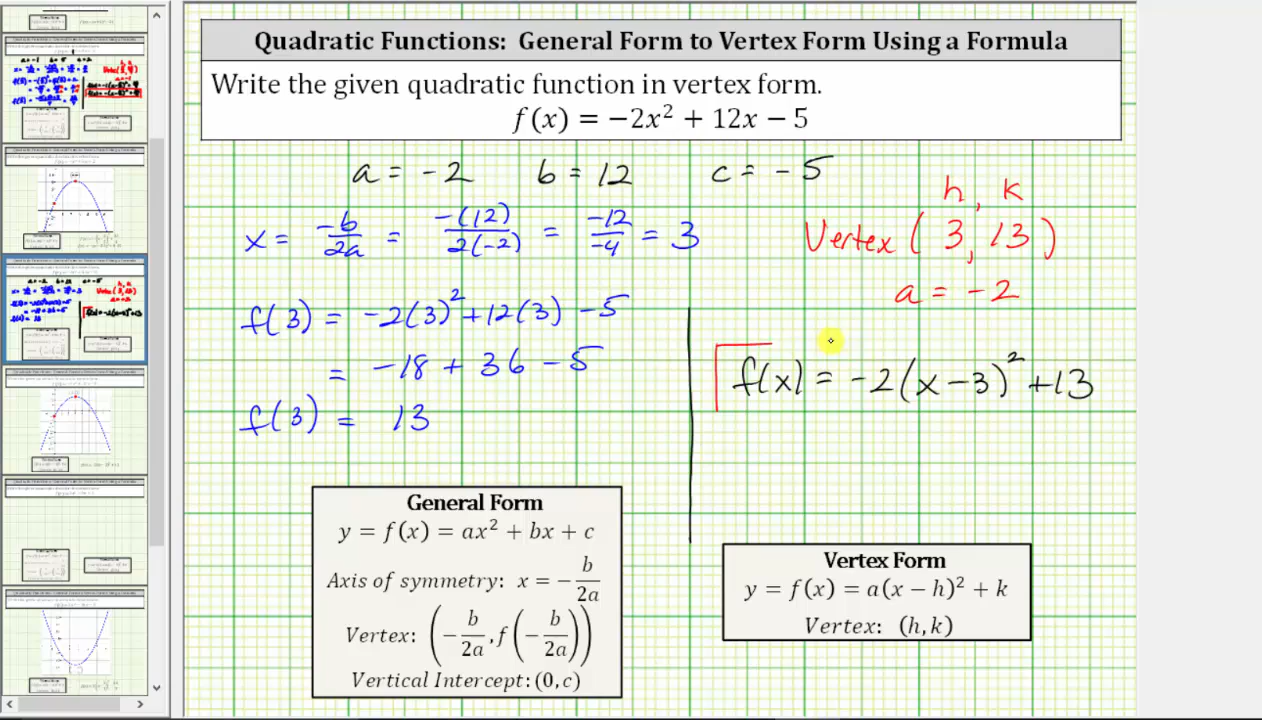 Quadratic Functions: General Form to Vertex Form Using a Formula
Write the given quadratic function in vertex form.
f(x) = −2x² + 12x − 5
a = -2 b = 12 c = -5
h, k
x = -b/2a = -(12)/2(-2) = -12/-4 = 3
Vertex (3, 13)
a = -2
f(3) = -2(3)² + 12(3) - 5
= -18 + 36 - 5
f(x) = -2(x-3)² + 13
f(3) = 13
General Form
y = f(x) = ax² + bx + c
Axis of symmetry: x = −b/2a
Vertex: (−b/2a, f(−b/2a))
Vertical Intercept: (0, c)
Vertex Form
y = f(x) = a(x − h)² + k
Vertex: (h, k)